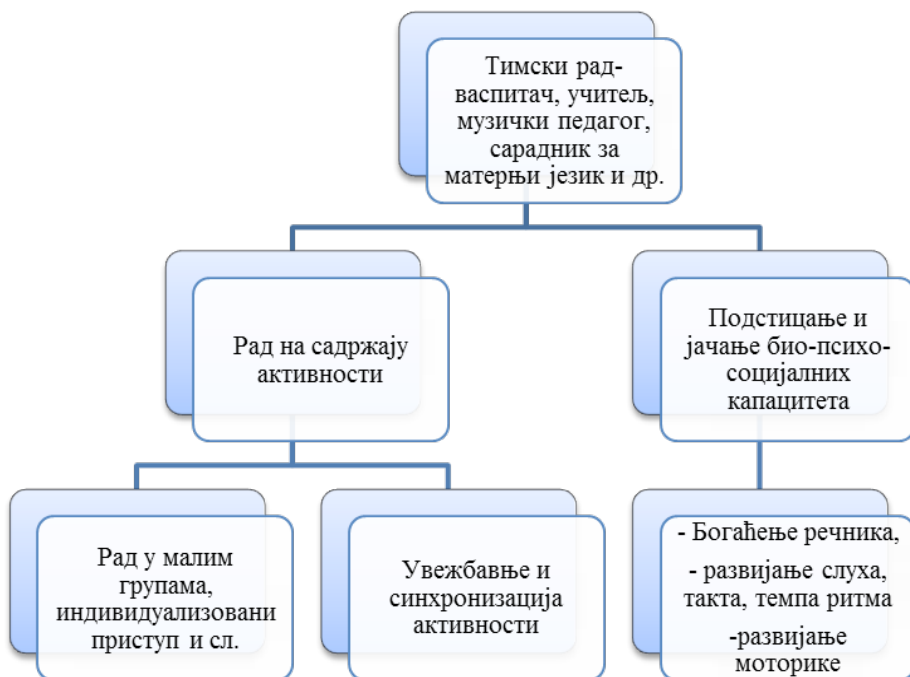 Тимски рад-
васпитач, учитељ,
музички педагог,
сарадник за
матерњи језик и др.
Рад на садржају
активности
Подстицање и
јачање био-психо-
социјалних
капацитета
Рад у малим
групама,
индивидуализовани
приступ и сл.
Увежбавње и
синхронизација
активности
- Богаћење речника,
- развијање слуха,
такта, темпа ритма
-развијање
моторике